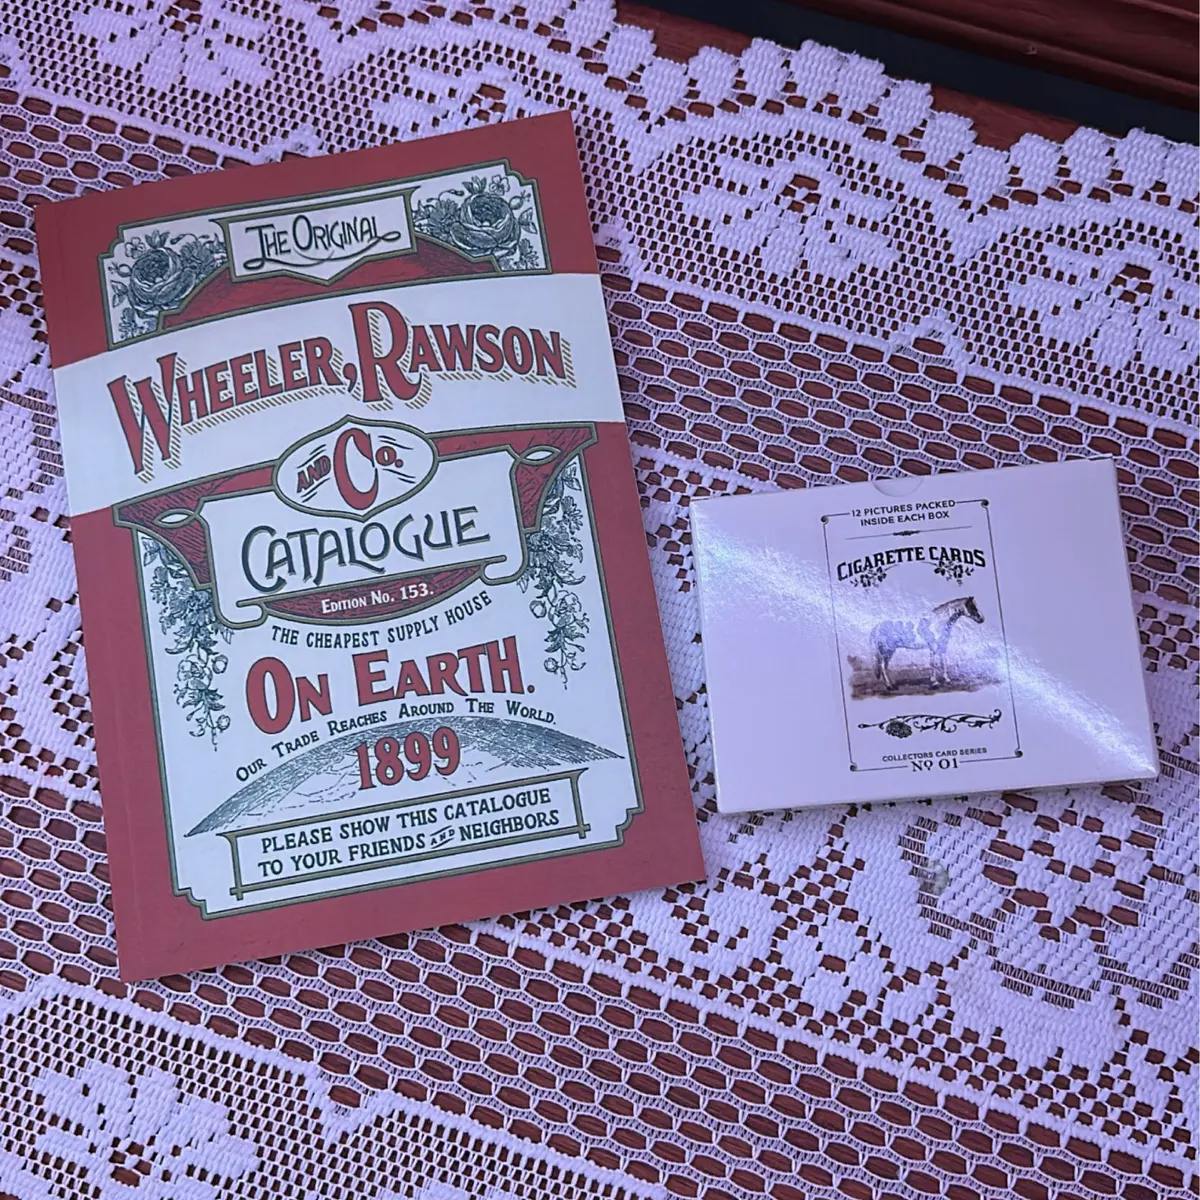 The Original
Wheeler, Rawson
and Co.
Catalogue
Edition No. 153.
THE CHEAPEST SUPPLY HOUSE
On Earth.
Our Trade Reaches Around The World.
1899
PLEASE SHOW THIS CATALOGUE
TO YOUR FRIENDS AND NEIGHBORS
12 PICTURES PACKED
INSIDE EACH BOX
CIGARETTE CARDS
COLLECTORS CARD SERIES
Nº 01